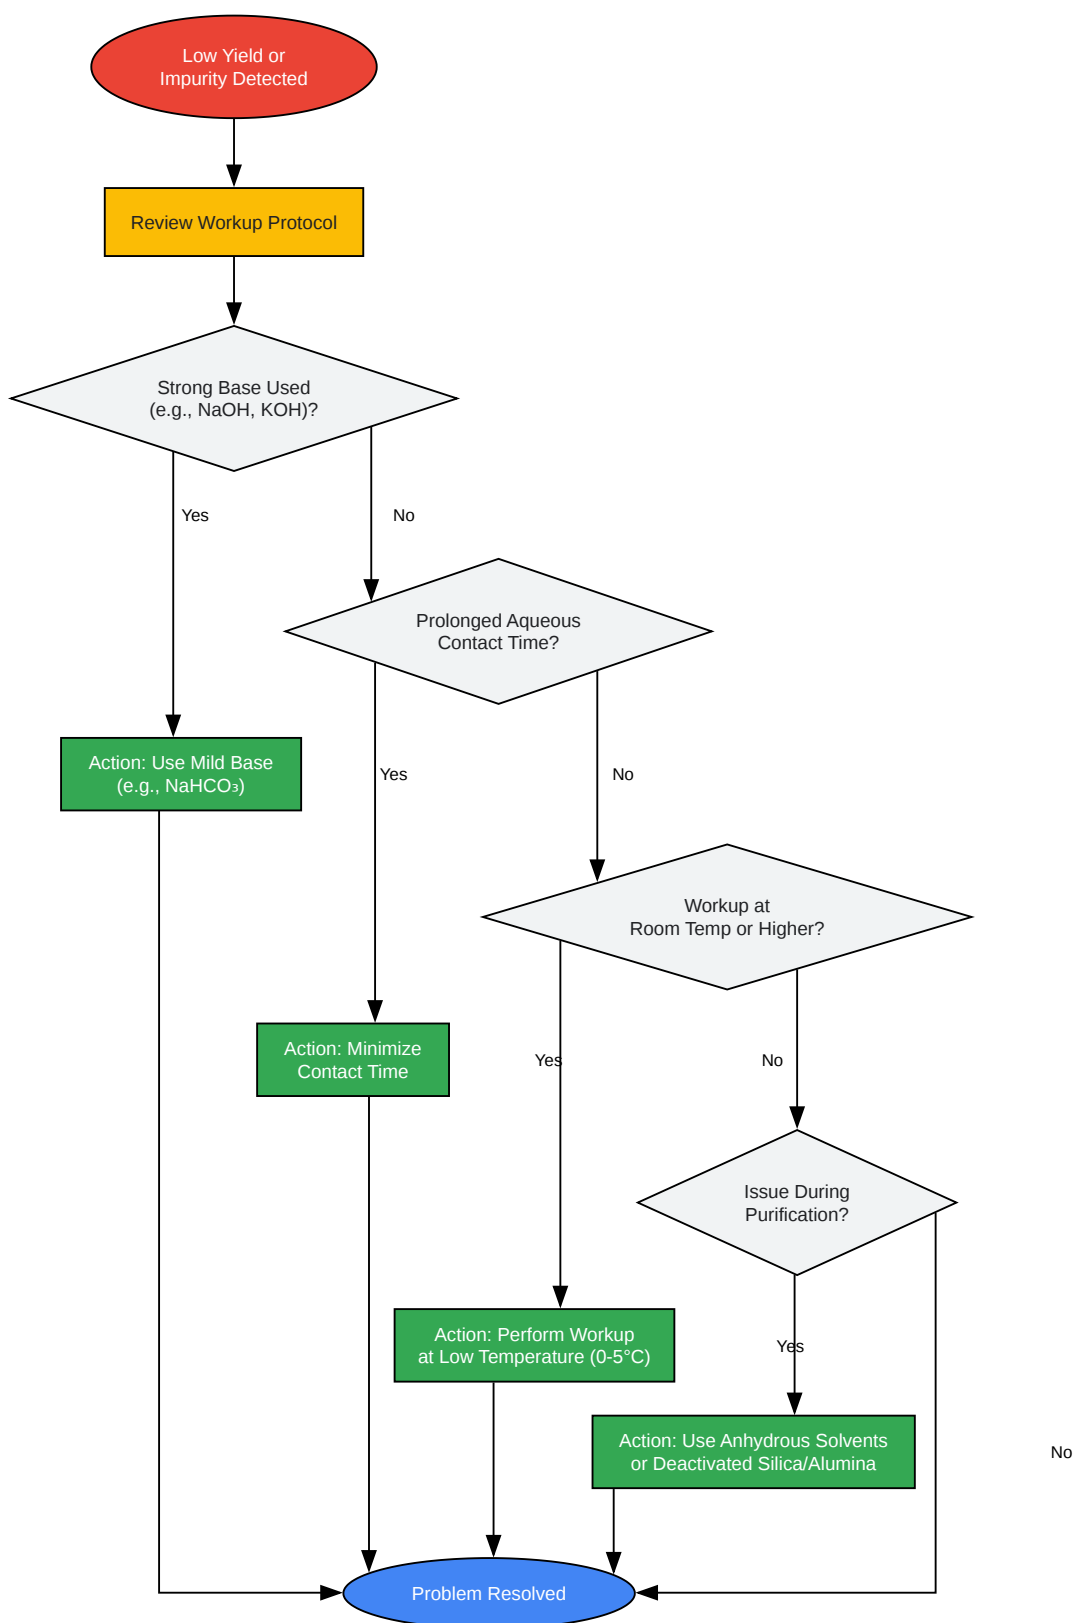 Low Yield or
Impurity Detected
Review Workup Protocol
Strong Base Used
(e.g., NaOH, KOH)?
Yes
No
Prolonged Aqueous
Contact Time?
Action: Use Mild Base
(e.g., NaHCO₃)
Yes
No
Workup at
Room Temp or Higher?
Action: Minimize
Contact Time
Yes
No
Issue During
Purification?
Action: Perform Workup
at Low Temperature (0-5°C)
Yes
Action: Use Anhydrous Solvents
or Deactivated Silica/Alumina
No
Problem Resolved